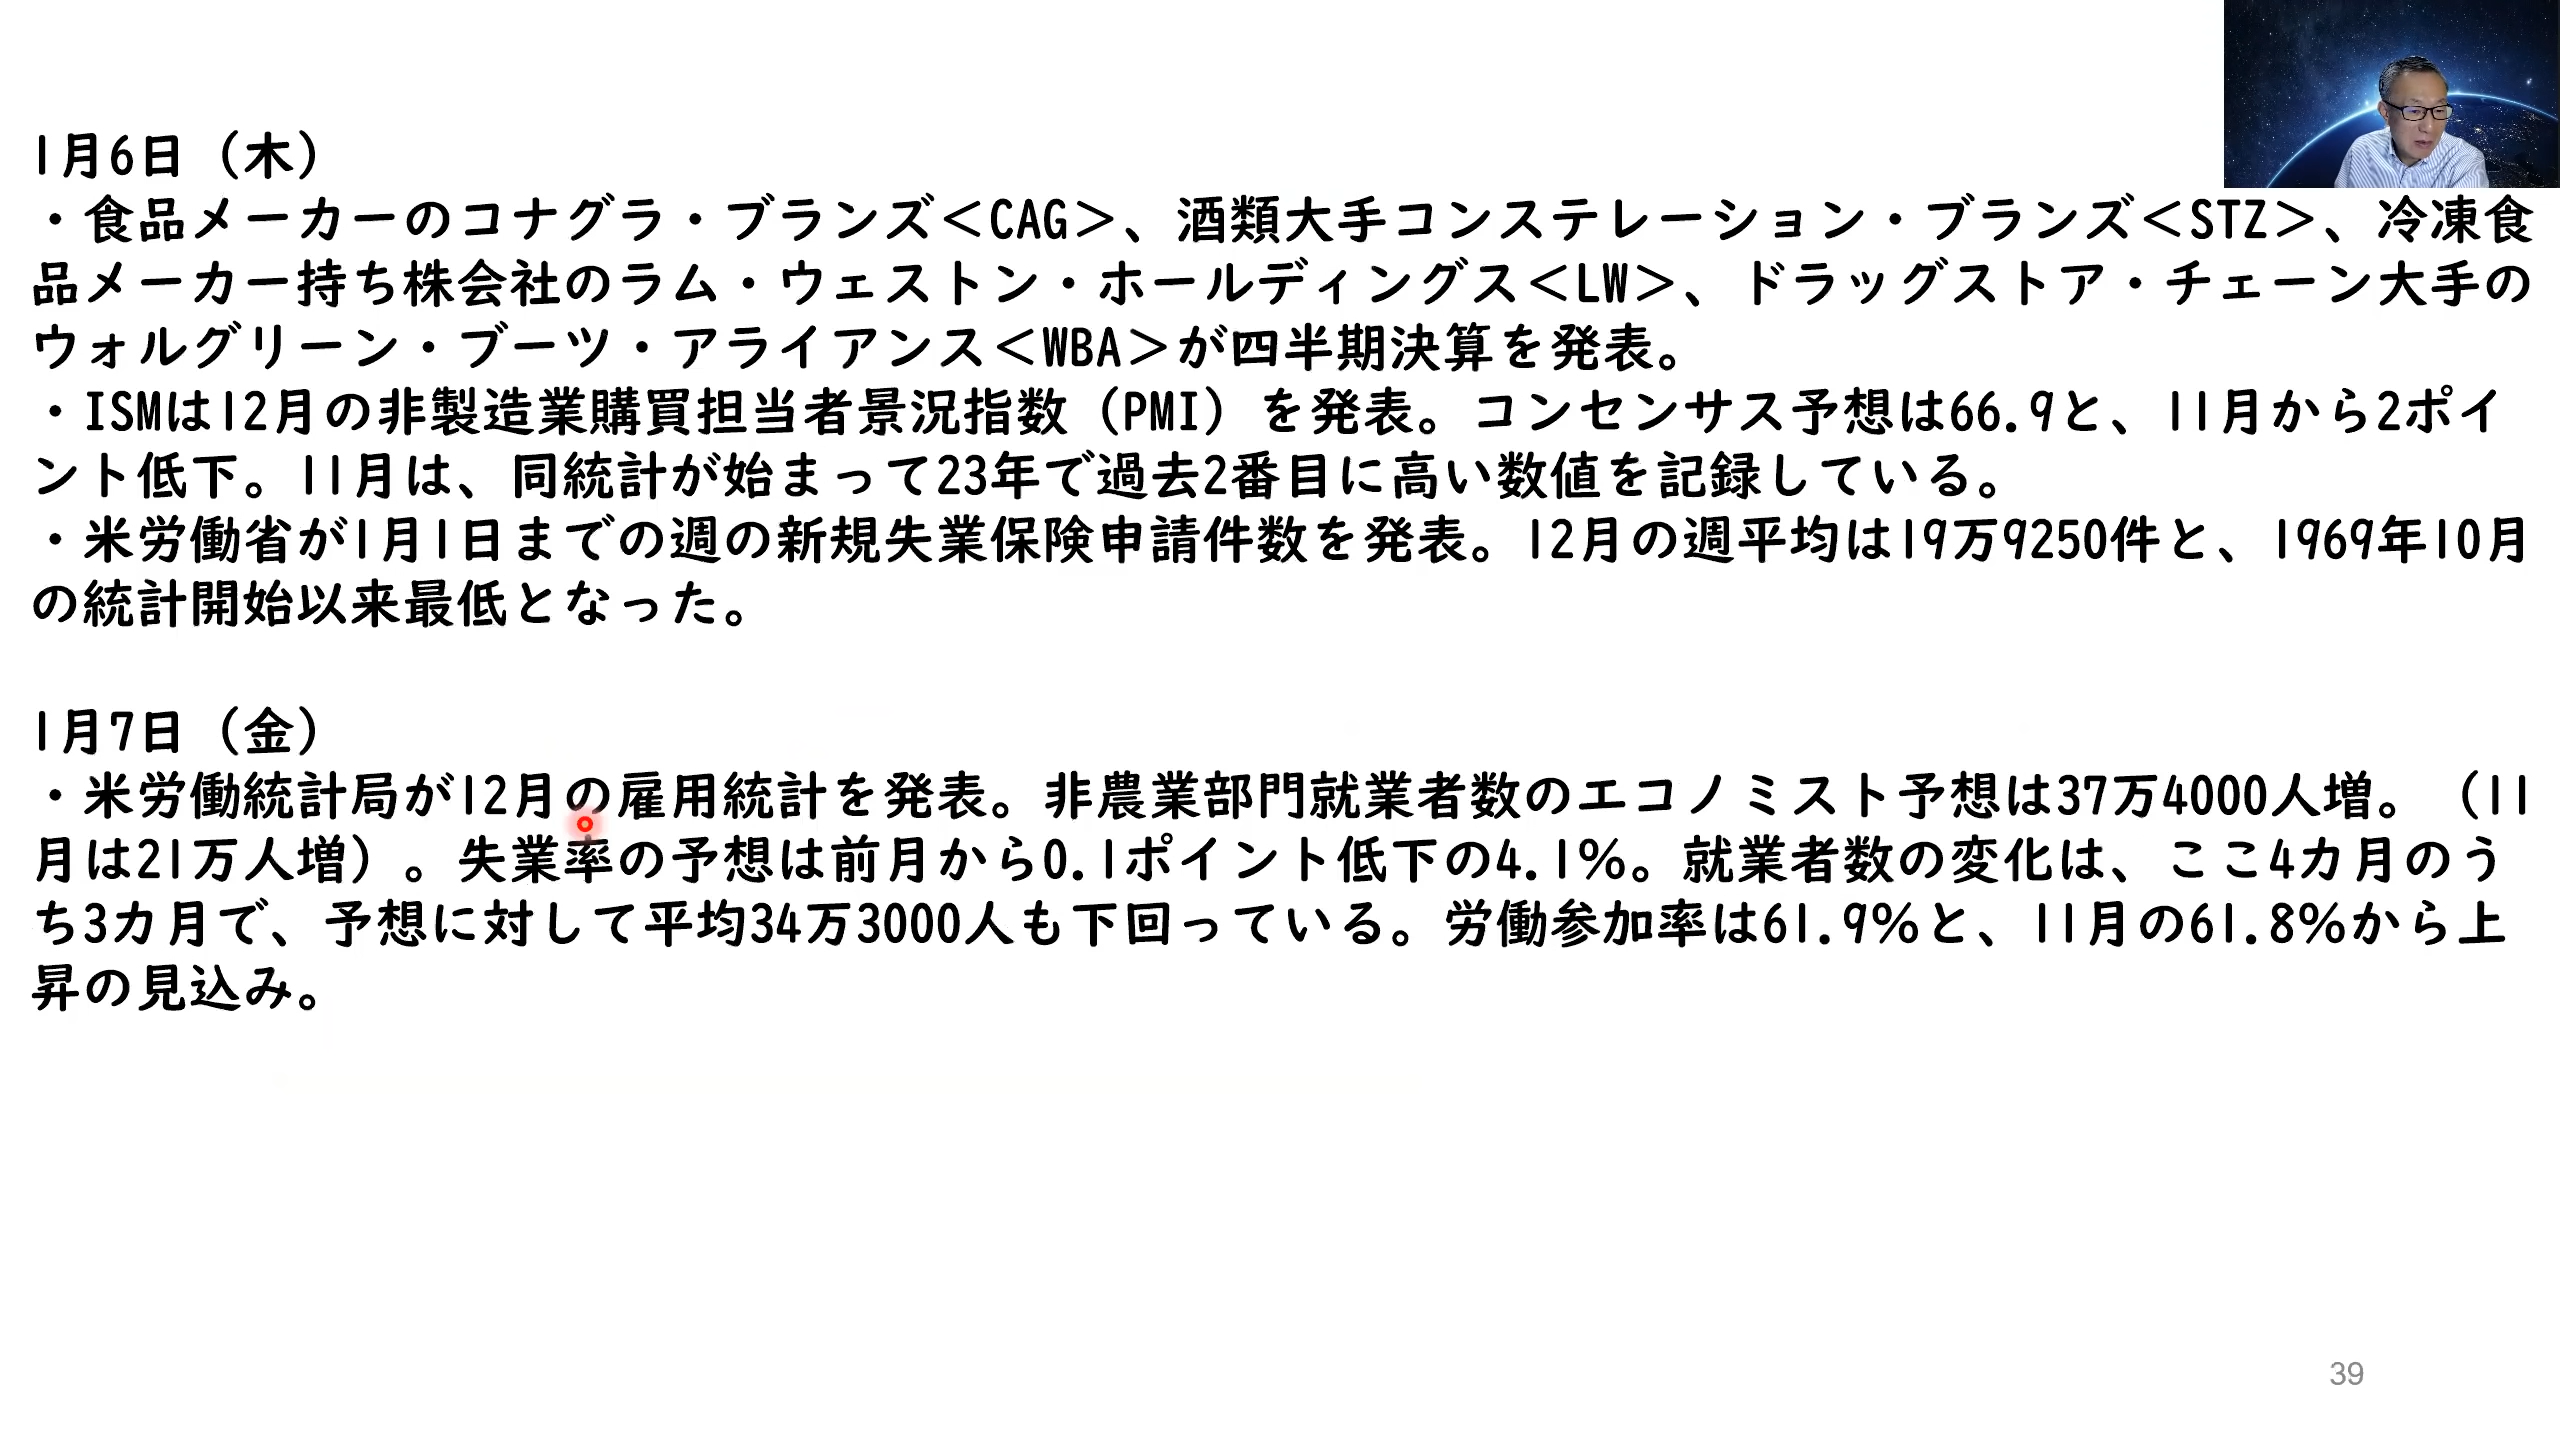 1月6日（木）
・食品メーカーのコナグラ・ブランズ＜CAG＞、酒類大手コンステレーション・ブランズ＜STZ＞、冷凍食
品メーカー持ち株会社のラム・ウェストン・ホールディングス＜LW＞、ドラッグストア・チェーン大手の
ウォルグリーン・ブーツ・アライアンス＜WBA＞が四半期決算を発表。
・ISMは12月の非製造業購買担当者景況指数（PMI）を発表。コンセンサス予想は66.9と、11月から2ポイ
ント低下。11月は、同統計が始まって23年で過去2番目に高い数値を記録している。
・米労働省が1月1日までの週の新規失業保険申請件数を発表。12月の週平均は19万9250件と、1969年10月
の統計開始以来最低となった。
1月7日（金）
・米労働統計局が12月の雇用統計を発表。非農業部門就業者数のエコノミスト予想は37万4000人増。（11
月は21万人増）。失業率の予想は前月から0.1ポイント低下の4.1%。就業者数の変化は、ここ4カ月のう
ち3カ月で、予想に対して平均34万3000人も下回っている。労働参加率は61.9%と、11月の61.8%から上
昇の見込み。
39